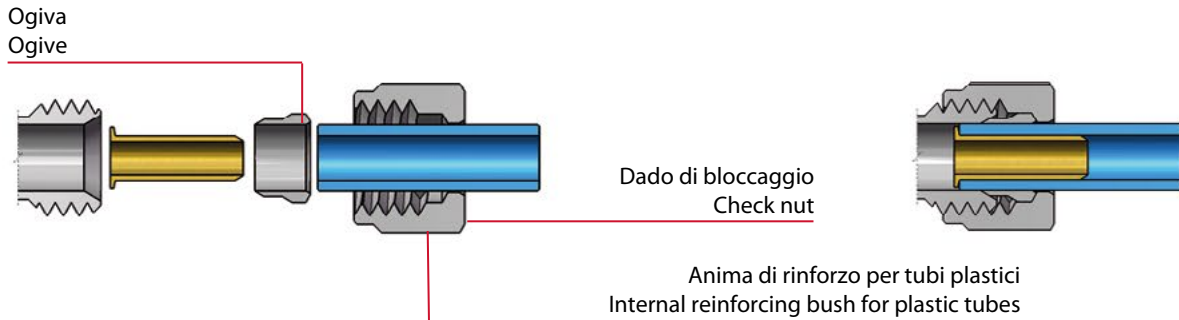 Ogiva
Ogive
Dado di bloccaggio
Check nut
Anima di rinforzo per tubi plastici
Internal reinforcing bush for plastic tubes